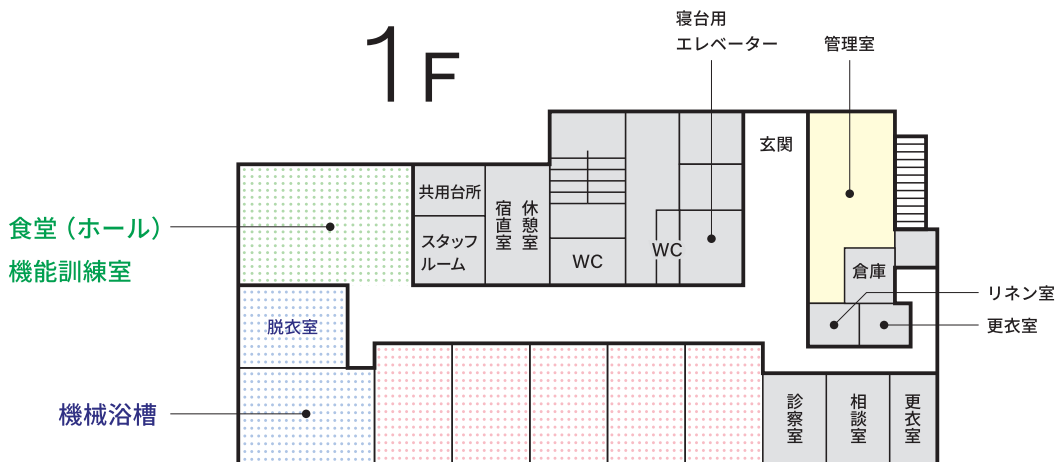 1F
寝台用
エレベーター
管理室
玄関
共用台所
スタッフ
ルーム
宿直室
休憩室
WC
WC
倉庫
食堂（ホール）
機能訓練室
リネン室
更衣室
脱衣室
機械浴槽
診察室
相談室
更衣室